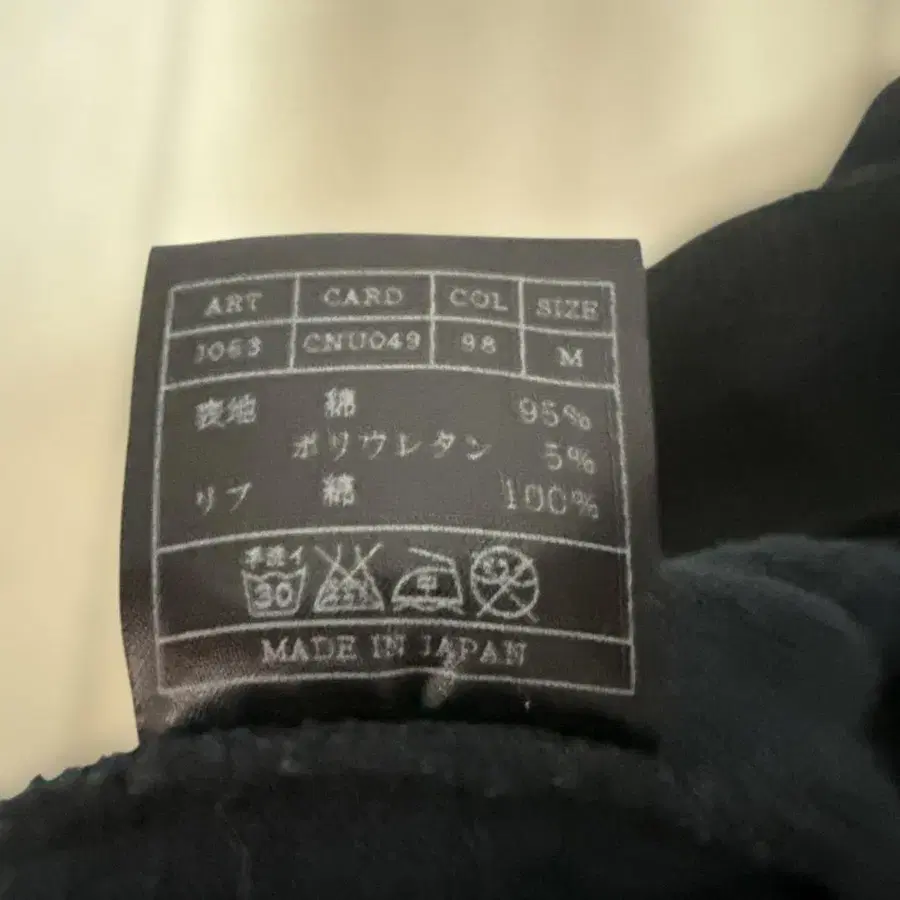 ART CARD COL SIZE
J063 CNU049 98 M
表地 綿 95%
ポリウレタン 5%
リブ 綿 100%
手洗イ
30
中
MADE IN JAPAN